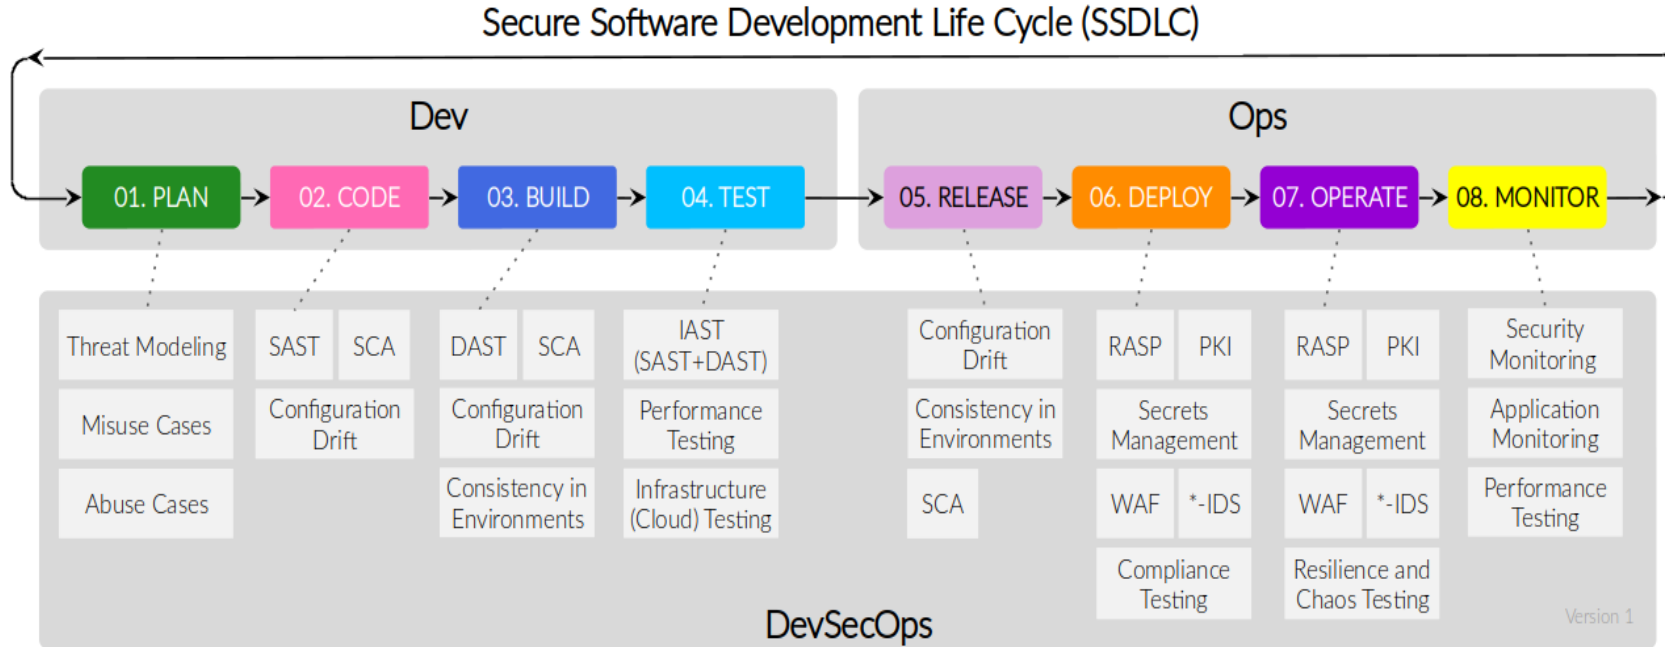 Secure Software Development Life Cycle (SSDLC)
Dev
Ops
01. PLAN
02. CODE
03. BUILD
04. TEST
05. RELEASE
06. DEPLOY
07. OPERATE
08. MONITOR
Threat Modeling
Misuse Cases
Abuse Cases
SAST
SCA
Configuration
Drift
DAST
SCA
Configuration
Drift
Consistency in
Environments
IAST
(SAST+DAST)
Performance
Testing
Infrastructure
(Cloud) Testing
Configuration
Drift
Consistency in
Environments
SCA
RASP
PKI
Secrets
Management
WAF
*-IDS
Compliance
Testing
RASP
PKI
Secrets
Management
WAF
*-IDS
Resilience and
Chaos Testing
Security
Monitoring
Application
Monitoring
Performance
Testing
DevSecOps
Version 1